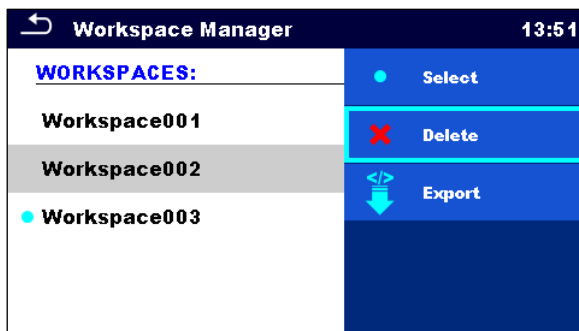 Workspace Manager 13:51
WORKSPACES:
Workspace001
Workspace002
Workspace003
Select
Delete
</>
Export